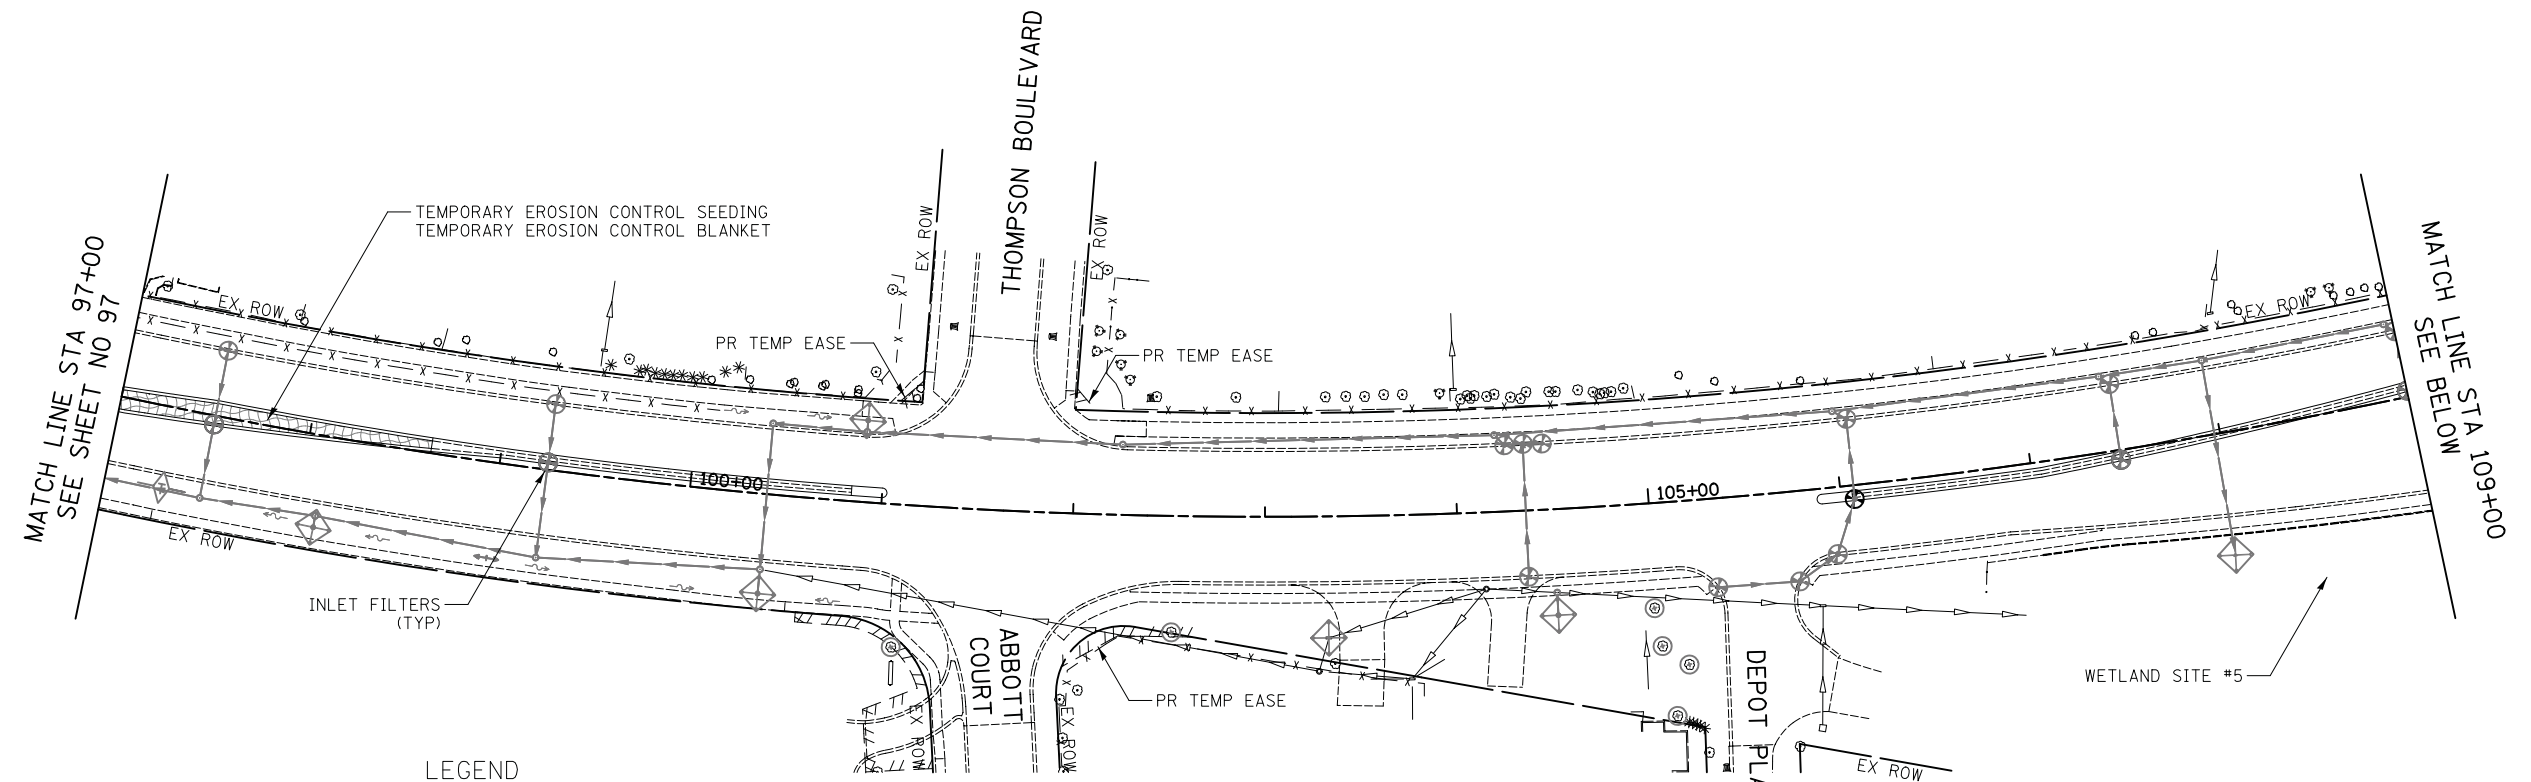 THOMPSON BOULEVARD
TEMPORARY EROSION CONTROL SEEDING
TEMPORARY EROSION CONTROL BLANKET
MATCH LINE STA 97+00
SEE SHEET NO 97
EX ROW
EX ROW
EX ROW
EX ROW
PR TEMP EASE
PR TEMP EASE
MATCH LINE STA 109+00
SEE BELOW
100+00
105+00
EX ROW
INLET FILTERS
(TYP)
ABBOTT
COURT
PR TEMP EASE
DEPOT PLA
WETLAND SITE #5
EX ROW
EX ROW
EX ROW
LEGEND